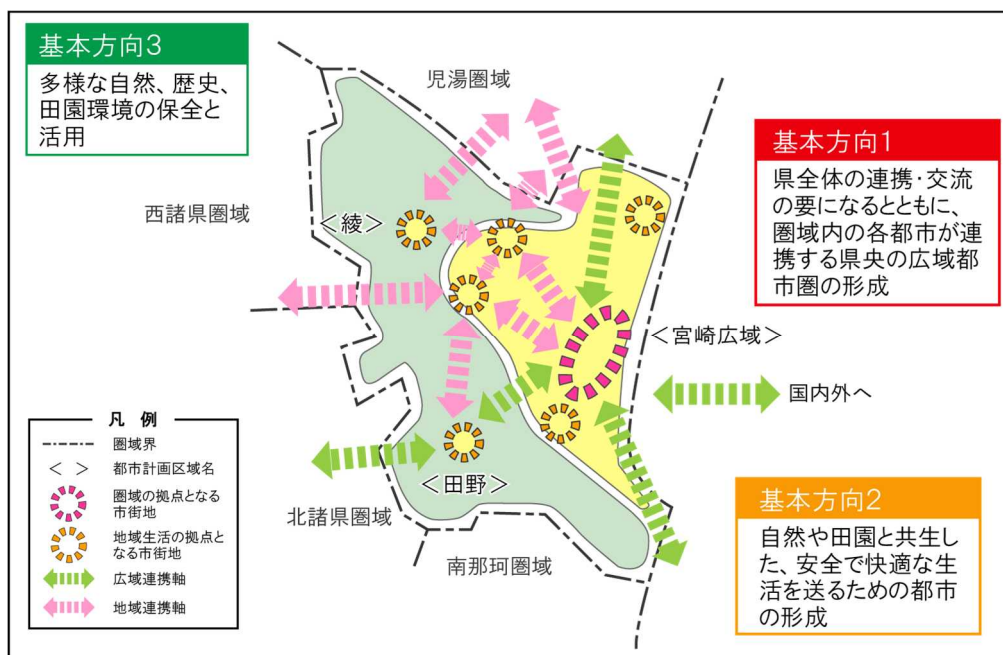 基本方向3
多様な自然、歴史、
田園環境の保全と
活用
児湯圏域
基本方向1
県全体の連携・交流
の要になるとともに、
圏域内の各都市が連
携する県央の広域都
市圏の形成
西諸県圏域
＜綾＞
＜宮崎広域＞
国内外へ
凡 例
圏域界
＜ ＞ 都市計画区域名
圏域の拠点となる
市街地
地域生活の拠点と
なる市街地
広域連携軸
地域連携軸
＜田野＞
北諸県圏域
南那珂圏域
基本方向2
自然や田園と共生し
た、安全で快適な生
活を送るための都市
の形成